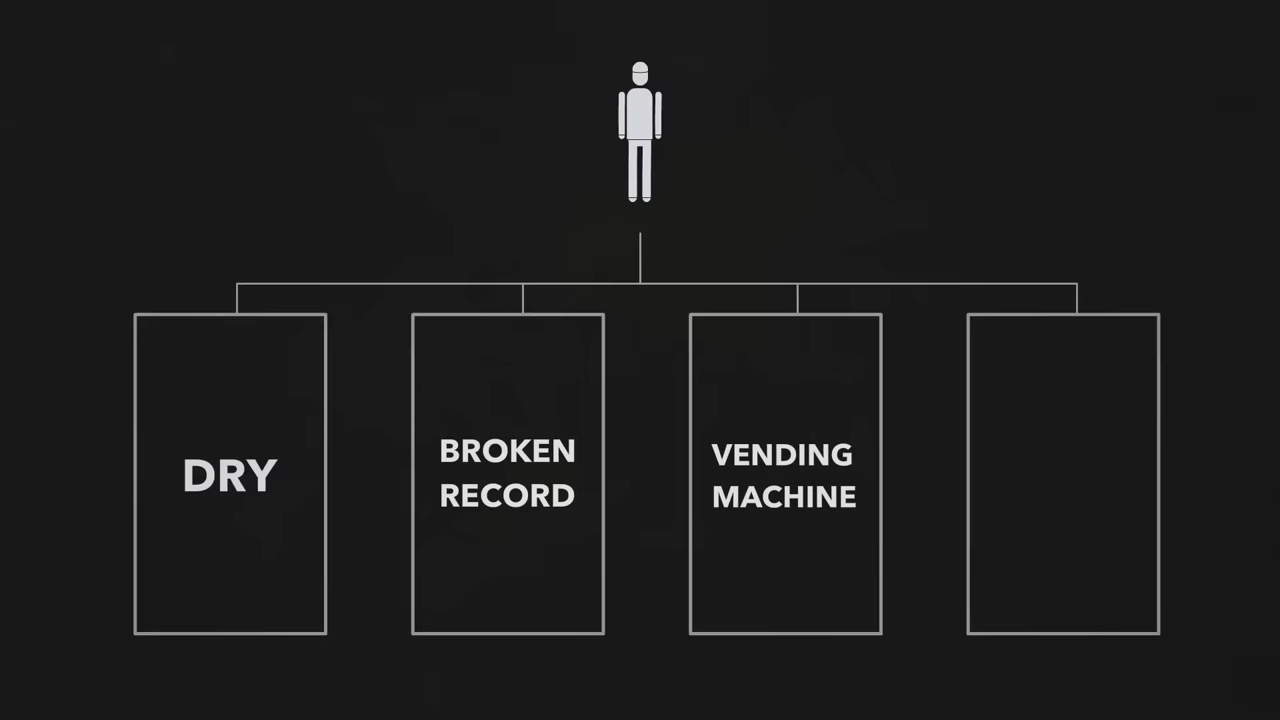 DRY
BROKEN
RECORD
VENDING
MACHINE